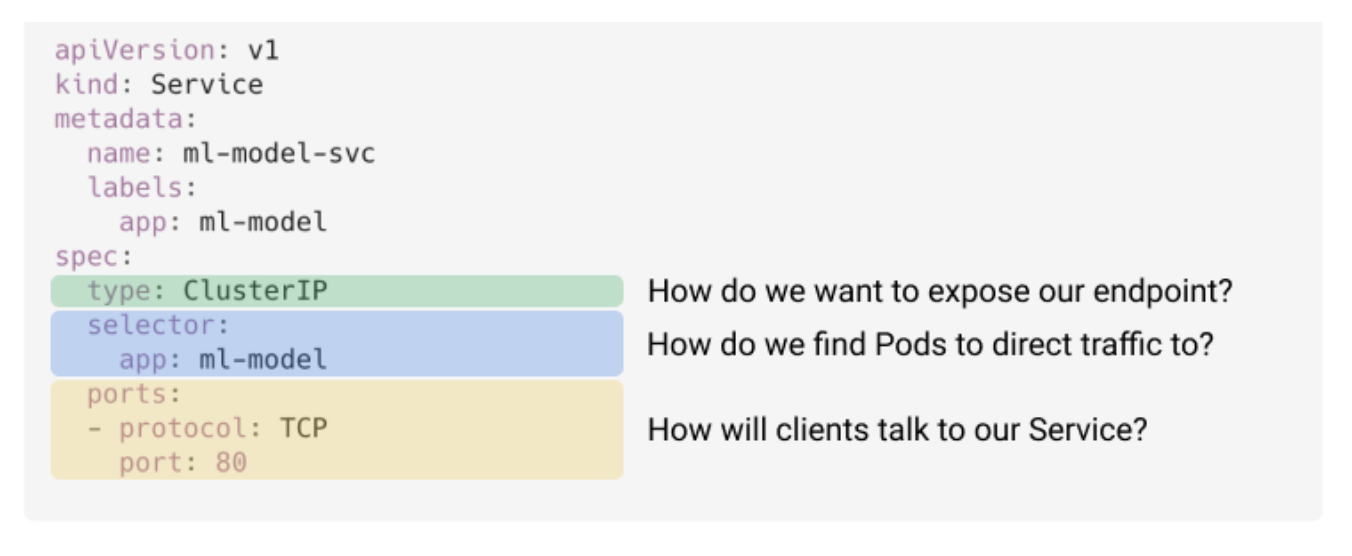 apiVersion: v1
kind: Service
metadata:
  name: ml-model-svc
  labels:
    app: ml-model
spec:
  type: ClusterIP How do we want to expose our endpoint?
  selector:
How do we find Pods to direct traffic to?
    app: ml-model
  ports:
  - protocol: TCP How will clients talk to our Service?
    port: 80